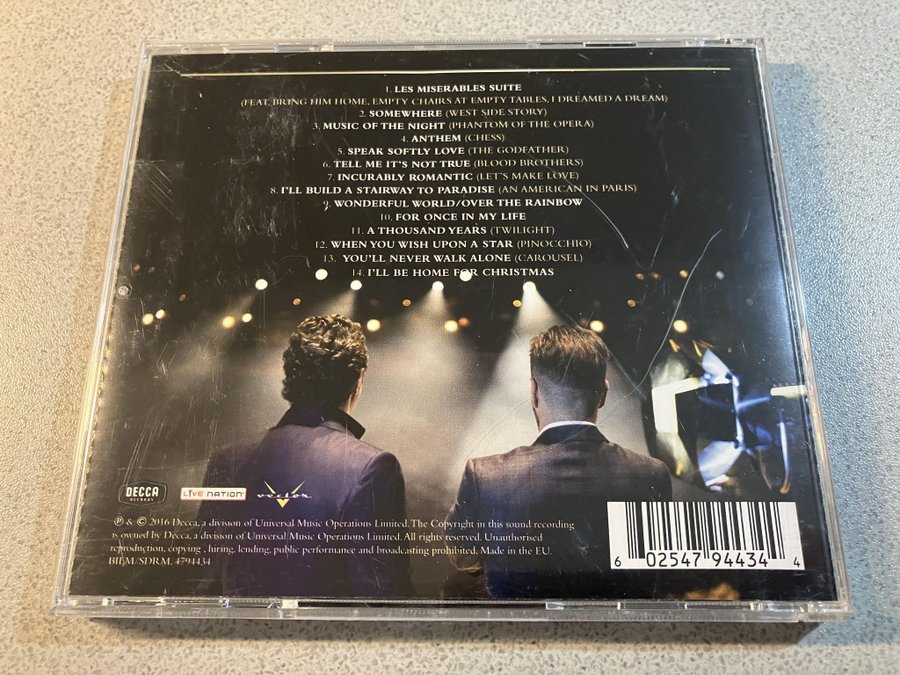 1. LES MISERABLES SUITE
(FEAT. BRING HIM HOME, EMPTY CHAIRS AT EMPTY TABLES, I DREAMED A DREAM)
2. SOMEWHERE (WEST SIDE STORY)
3. MUSIC OF THE NIGHT (PHANTOM OF THE OPERA)
4. ANTHEM (CHESS)
5. SPEAK SOFTLY LOVE (THE GODFATHER)
6. TELL ME IT'S NOT TRUE (BLOOD BROTHERS)
7. INCURABLY ROMANTIC (LET'S MAKE LOVE)
8. I'LL BUILD A STAIRWAY TO PARADISE (AN AMERICAN IN PARIS)
9. WONDERFUL WORLD/OVER THE RAINBOW
10. FOR ONCE IN MY LIFE
11. A THOUSAND YEARS (TWILIGHT)
12. WHEN YOU WISH UPON A STAR (PINOCCHIO)
13. YOU'LL NEVER WALK ALONE (CAROUSEL)
14. I'LL BE HOME FOR CHRISTMAS
DECCA
RECORDS
LIVE NATION
vector
℗ & © 2016 Decca, a division of Universal Music Operations Limited. The Copyright in this sound recording
is owned by Decca, a division of Universal Music Operations Limited. All rights reserved. Unauthorised
reproduction, copying , hiring, lending, public performance and broadcasting prohibited. Made in the E.U.
BIEM/SDRM. 4794434
6 02547 94434 4